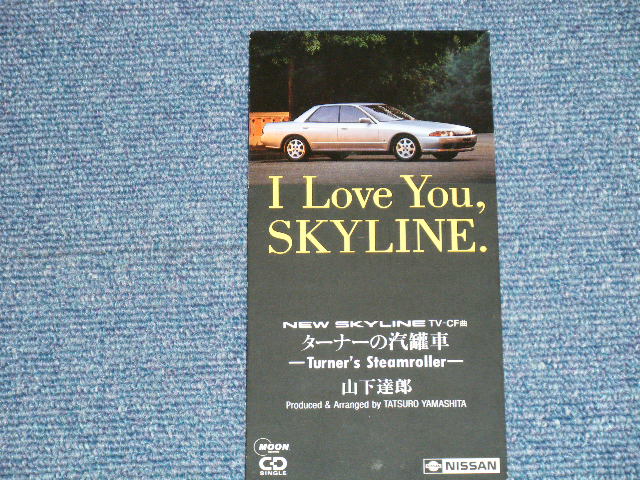 I Love You,
SKYLINE.
NEW SKYLINE TV-CF曲
ターナーの汽罐車
—Turner's Steamroller—
山下達郎
Produced & Arranged by TATSURO YAMASHITA
MOON
CD
SINGLE
NISSAN